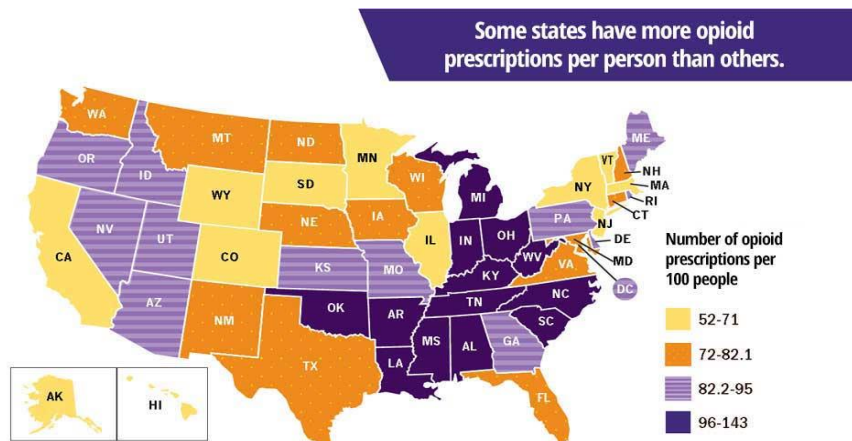 Some states have more opioid
prescriptions per person than others.
WA
MT
ND
MN
ME
VT
NH
OR
ID
WY
SD
WI
MI
NY
MA
RI
CT
NV
UT
CO
NE
IA
IL
IN
OH
PA
NJ
DE
MD
CA
KS
MO
KY
WV
VA
DC
AZ
NM
OK
AR
TN
NC
SC
TX
LA
MS
AL
GA
FL
AK
HI
Number of opioid
prescriptions per
100 people
52-71
72-82.1
82.2-95
96-143